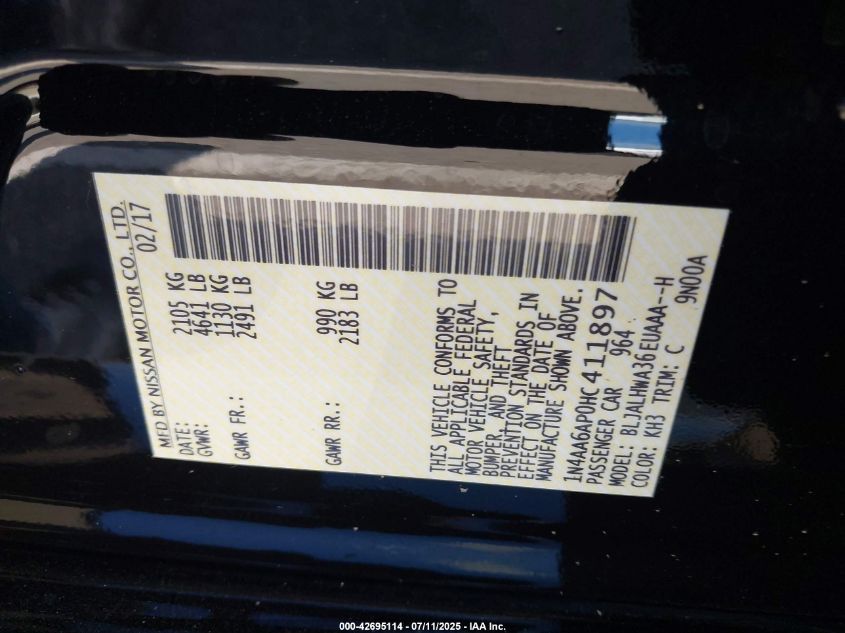 MFD BY NISSAN MOTOR CO., LTD.
DATE: 02/17
GVWR: 2105 KG
4641 LB
GAWR FR.: 1130 KG
2491 LB
GAWR RR.: 990 KG
2183 LB
THIS VEHICLE CONFORMS TO
ALL APPLICABLE FEDERAL
MOTOR VEHICLE SAFETY,
BUMPER, AND THEFT
PREVENTION STANDARDS IN
EFFECT ON THE DATE OF
MANUFACTURE SHOWN ABOVE.
1N4AA6AP0HC411897
PASSENGER CAR 964
MODEL: BLJALHWA36EUAAA--H
COLOR: KH3 TRIM: C 9N00A
000-42695114 - 07/11/2025 - IAA Inc.